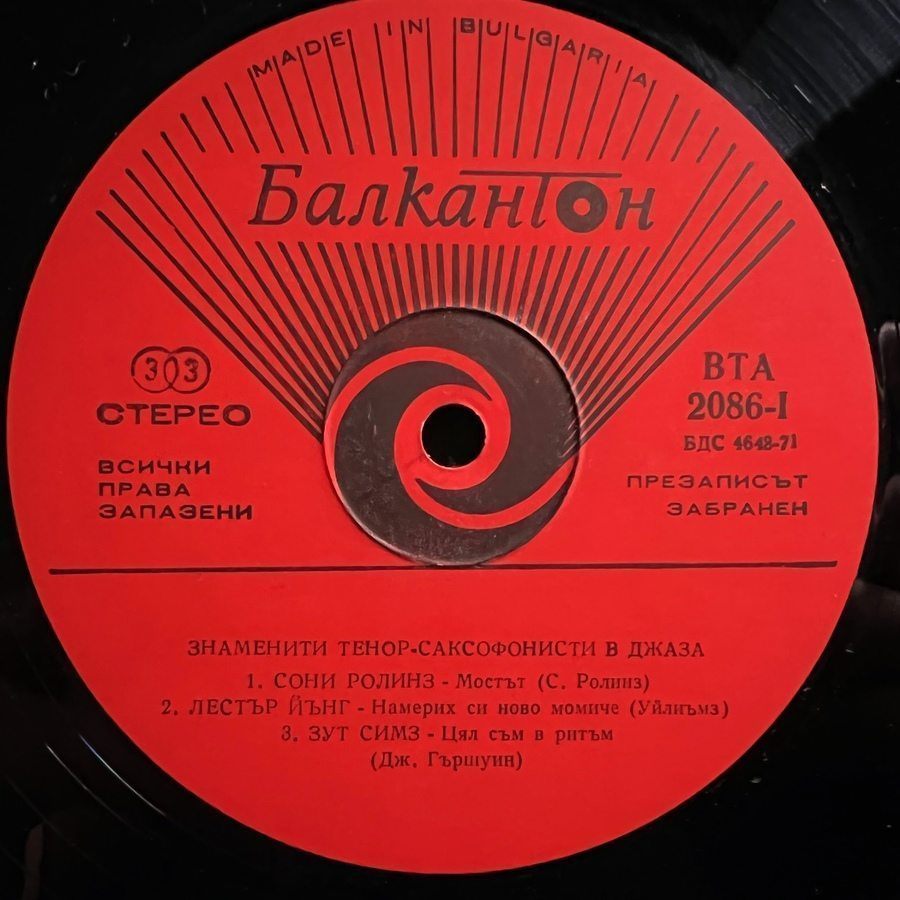 MADE IN BULGARIA
Балкантон
33
СТЕРЕО
ВСИЧКИ
ПРАВА
ЗАПАЗЕНИ
ВТА
2086-I
БДС 4648-71
ПРЕЗАПИСЪТ
ЗАБРАНЕН
ЗНАМЕНИТИ ТЕНОР-САКСОФОНИСТИ В ДЖАЗА
1. СОНИ РОЛИНЗ - Мостът (С. Ролинз)
2. ЛЕСТЪР ЙЪНГ - Намерих си ново момиче (Уйлиъмз)
3. ЗУТ СИМЗ - Цял съм в ритъм
(Дж. Гършуин)